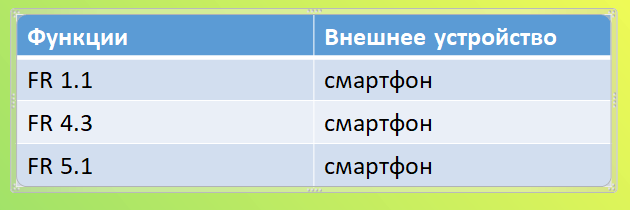 Функции Внешнее устройство
FR 1.1 смартфон
FR 4.3 смартфон
FR 5.1 смартфон